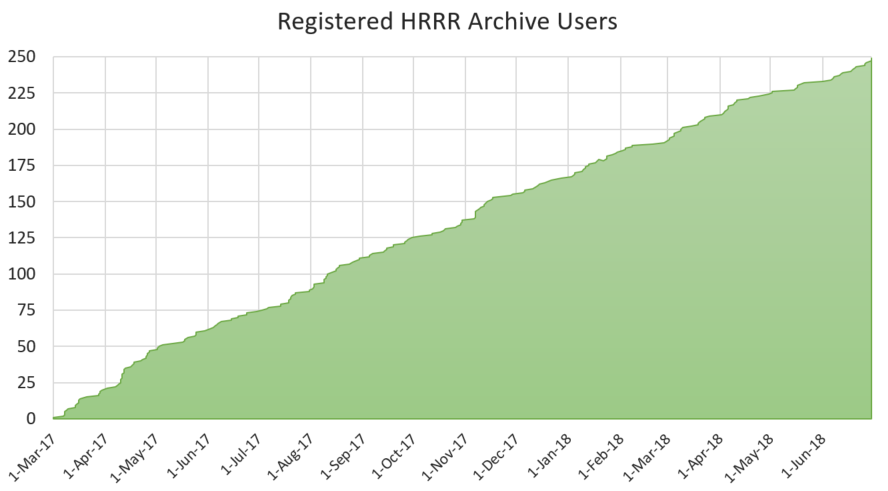 Registered HRRR Archive Users
250
225
200
175
150
125
100
75
50
25
0
1-Mar-17
1-Apr-17
1-May-17
1-Jun-17
1-Jul-17
1-Aug-17
1-Sep-17
1-Oct-17
1-Nov-17
1-Dec-17
1-Jan-18
1-Feb-18
1-Mar-18
1-Apr-18
1-May-18
1-Jun-18